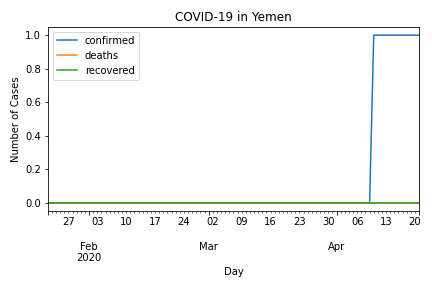 COVID-19 in Yemen
confirmed
deaths
recovered
Number of Cases
1.0
0.8
0.6
0.4
0.2
0.0
27 03 10 17 24 02 09 16 23 30 06 13 20
Feb Mar Apr
2020
Day